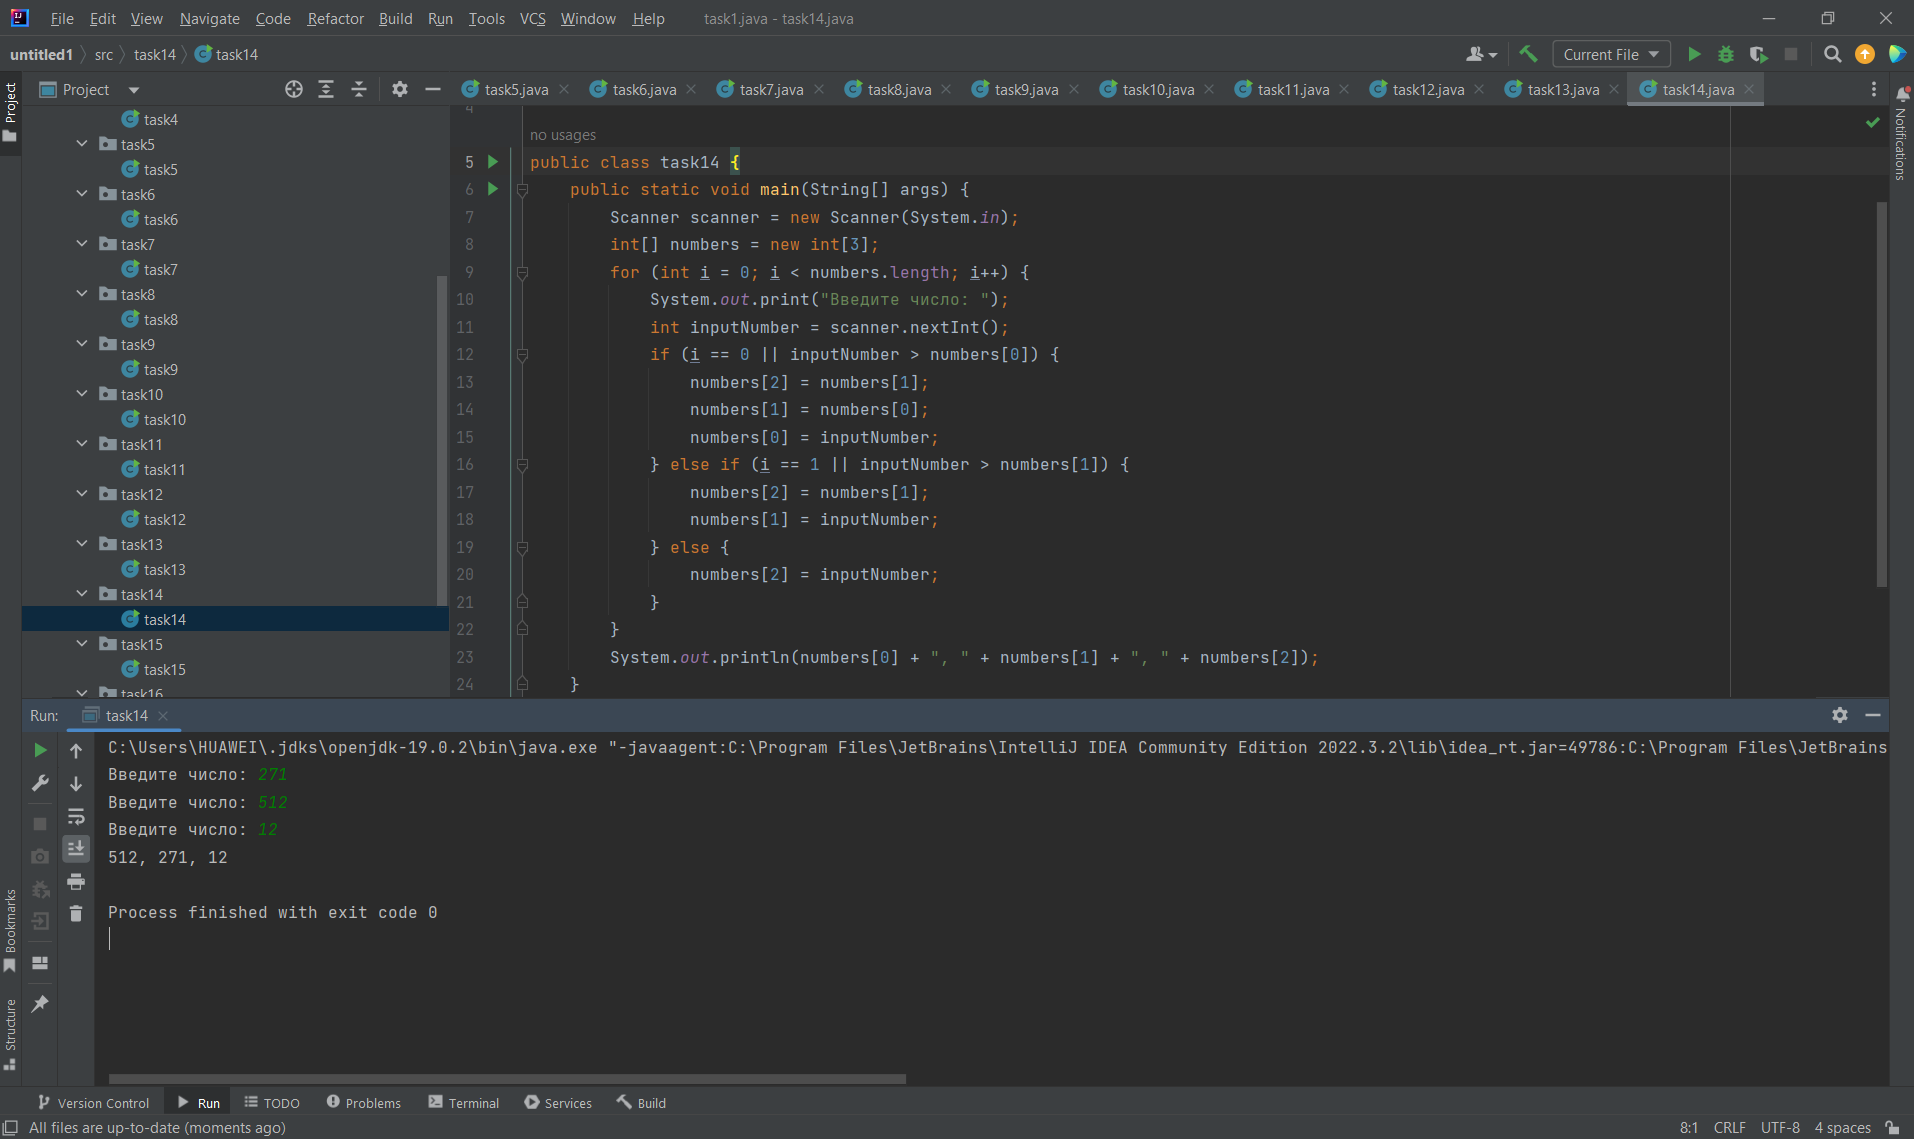 File Edit View Navigate Code Refactor Build Run Tools VCS Window Help task1.java - task14.java
untitled1 src task14 task14 Current File
Project task5.java task6.java task7.java task8.java task9.java task10.java task11.java task12.java task13.java task14.java
Project
Notifications
task4
task5
task5
task6
task6
task7
task7
task8
task8
task9
task9
task10
task10
task11
task11
task12
task12
task13
task13
task14
task14
task15
task15
task16
4
no usages
5 public class task14 {
6 public static void main(String[] args) {
7 Scanner scanner = new Scanner(System.in);
8 int[] numbers = new int[3];
9 for (int i = 0; i < numbers.length; i++) {
10 System.out.print("Введите число: ");
11 int inputNumber = scanner.nextInt();
12 if (i == 0 || inputNumber > numbers[0]) {
13 numbers[2] = numbers[1];
14 numbers[1] = numbers[0];
15 numbers[0] = inputNumber;
16 } else if (i == 1 || inputNumber > numbers[1]) {
17 numbers[2] = numbers[1];
18 numbers[1] = inputNumber;
19 } else {
20 numbers[2] = inputNumber;
21 }
22 }
23 System.out.println(numbers[0] + ", " + numbers[1] + ", " + numbers[2]);
24 }
Run: task14
C:\Users\HUAWEI\.jdks\openjdk-19.0.2\bin\java.exe "-javaagent:C:\Program Files\JetBrains\IntelliJ IDEA Community Edition 2022.3.2\lib\idea_rt.jar=49786:C:\Program Files\JetBrains
Введите число: 271
Введите число: 512
Введите число: 12
512, 271, 12
Process finished with exit code 0
Bookmarks
Structure
Version Control Run TODO Problems Terminal Services Build
All files are up-to-date (moments ago) 8:1 CRLF UTF-8 4 spaces